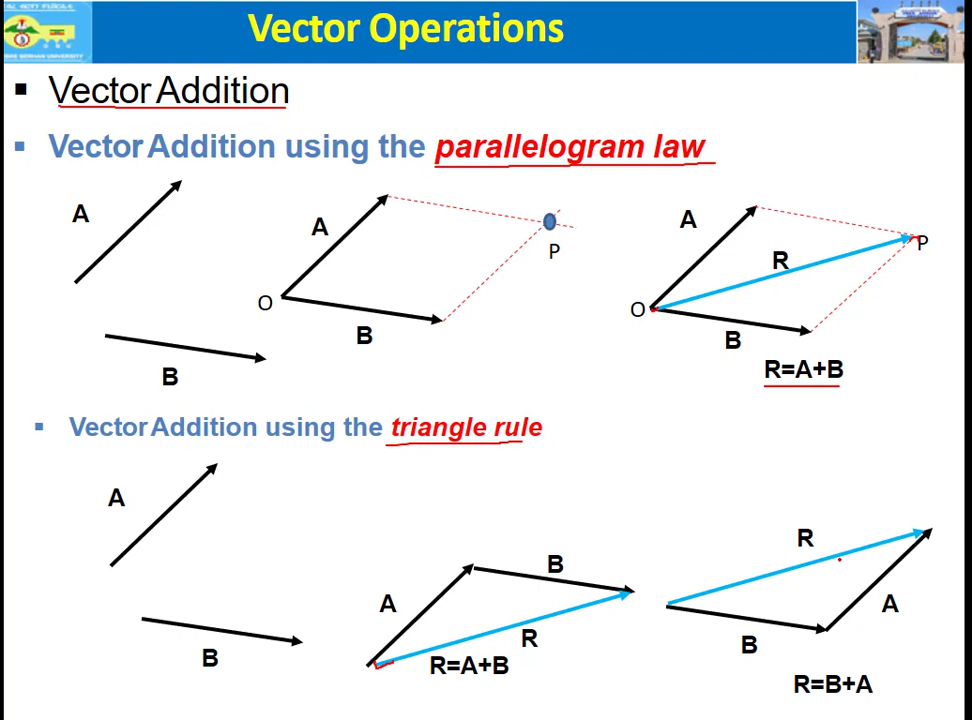 Vector Operations
▪ Vector Addition
▪ Vector Addition using the parallelogram law
A
B
A
O
B
P
A
R
O
B
P
R=A+B
▪ Vector Addition using the triangle rule
A
B
A
B
R
R=A+B
R
B
A
R=B+A